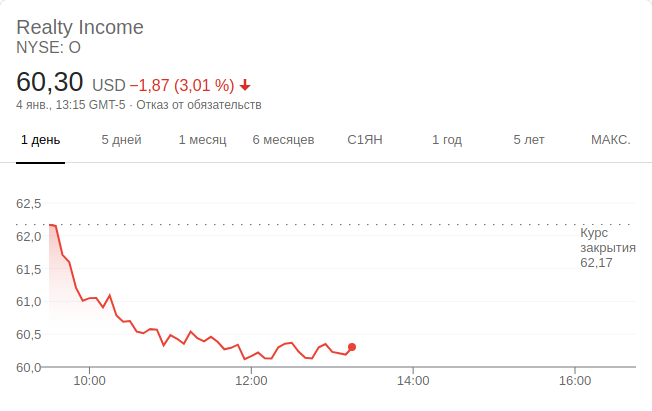 Realty Income
NYSE: O
60,30 USD −1,87 (3,01 %)
4 янв., 13:15 GMT-5 · Отказ от обязательств
1 день 5 дней 1 месяц 6 месяцев С1ЯН 1 год 5 лет МАКС.
62,5
62,0
61,5
61,0
60,5
60,0
Курс
закрытия
62,17
10:00 12:00 14:00 16:00